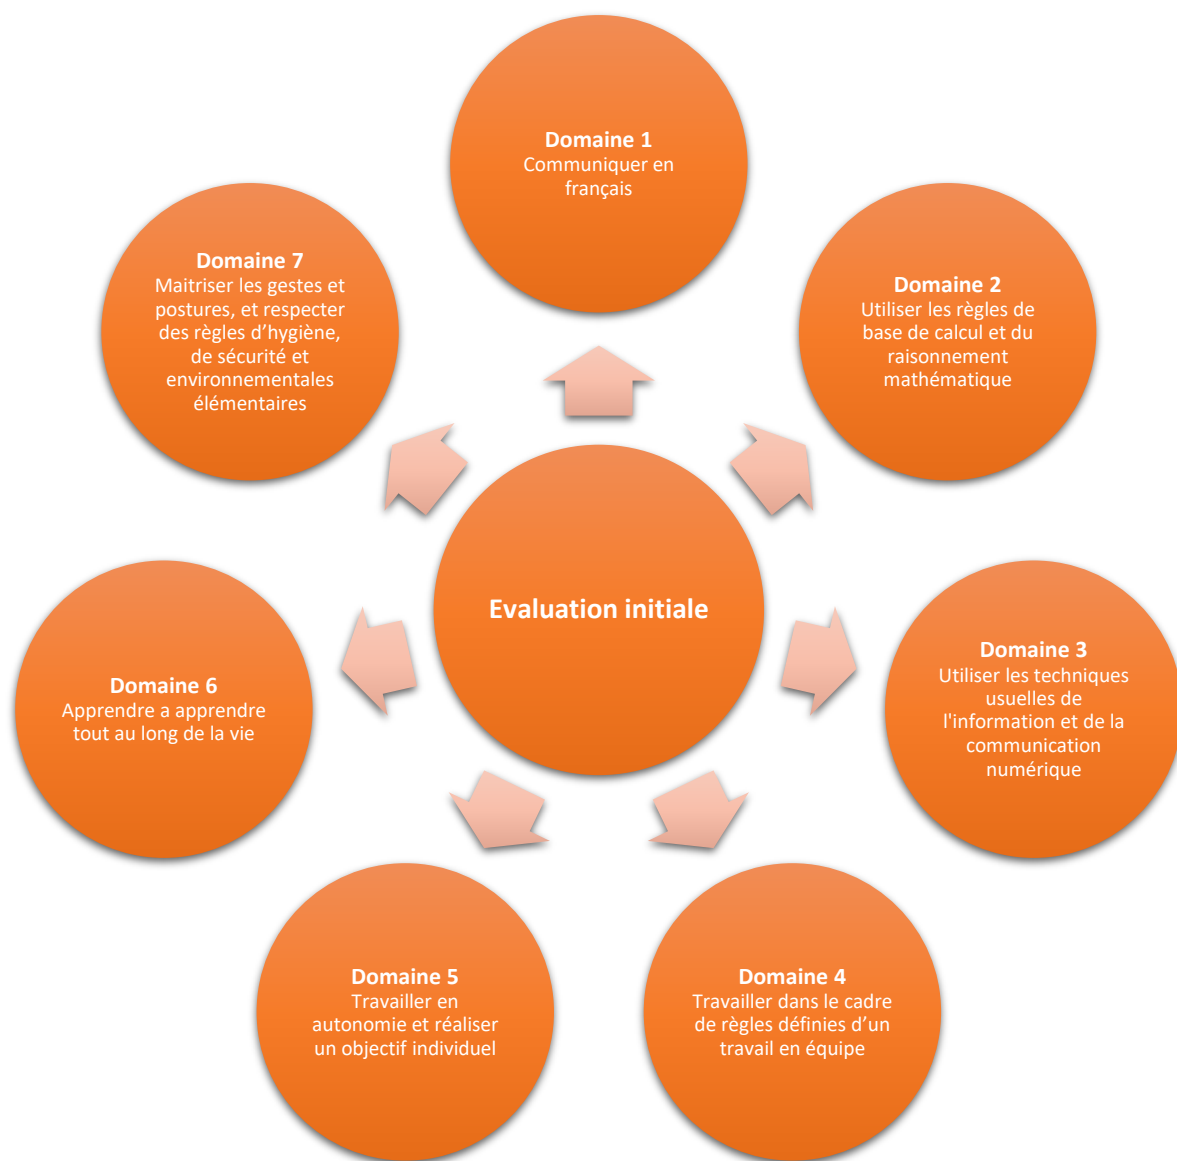 Domaine 1
Communiquer en
français
Domaine 2
Utiliser les règles de
base de calcul et du
raisonnement
mathématique
Domaine 3
Utiliser les techniques
usuelles de
l'information et de la
communication
numérique
Domaine 4
Travailler dans le cadre
de règles définies d’un
travail en équipe
Domaine 5
Travailler en
autonomie et réaliser
un objectif individuel
Domaine 6
Apprendre a apprendre
tout au long de la vie
Domaine 7
Maitriser les gestes et
postures, et respecter
des règles d’hygiène,
de sécurité et
environnementales
élémentaires
Evaluation initiale